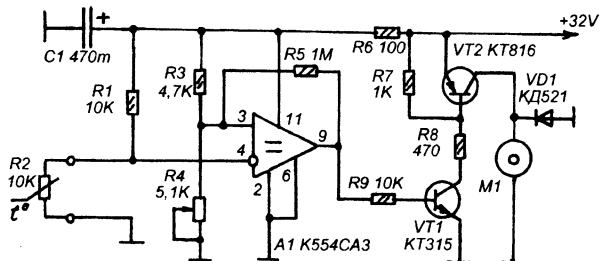 +
+32V
C1 470m
R1
10K
R3
4,7K
R5 1M
R6 100
R7
1K
VT2 KT816
VD1
КД521
R8
470
M1
R2
10K
t°
3
4
2
6
11
9
=
R4
5,1K
R9 10K
VT1
KT315
A1 K554CA3